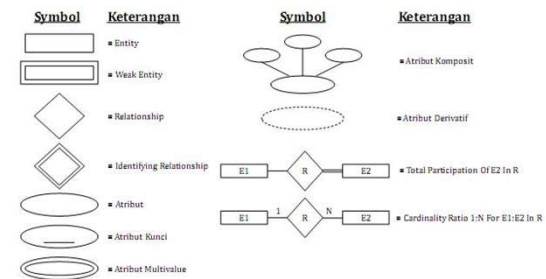 Symbol Keterangan
= Entity
= Weak Entity
= Relationship
= Identifying Relationship
= Atribut
= Atribut Kunci
= Atribut Multivalue
Symbol Keterangan
= Atribut Komposit
= Atribut Derivatif
E1 R E2 = Total Participation Of E2 In R
E1 1 R N E2 = Cardinality Ratio 1:N For E1:E2 In R